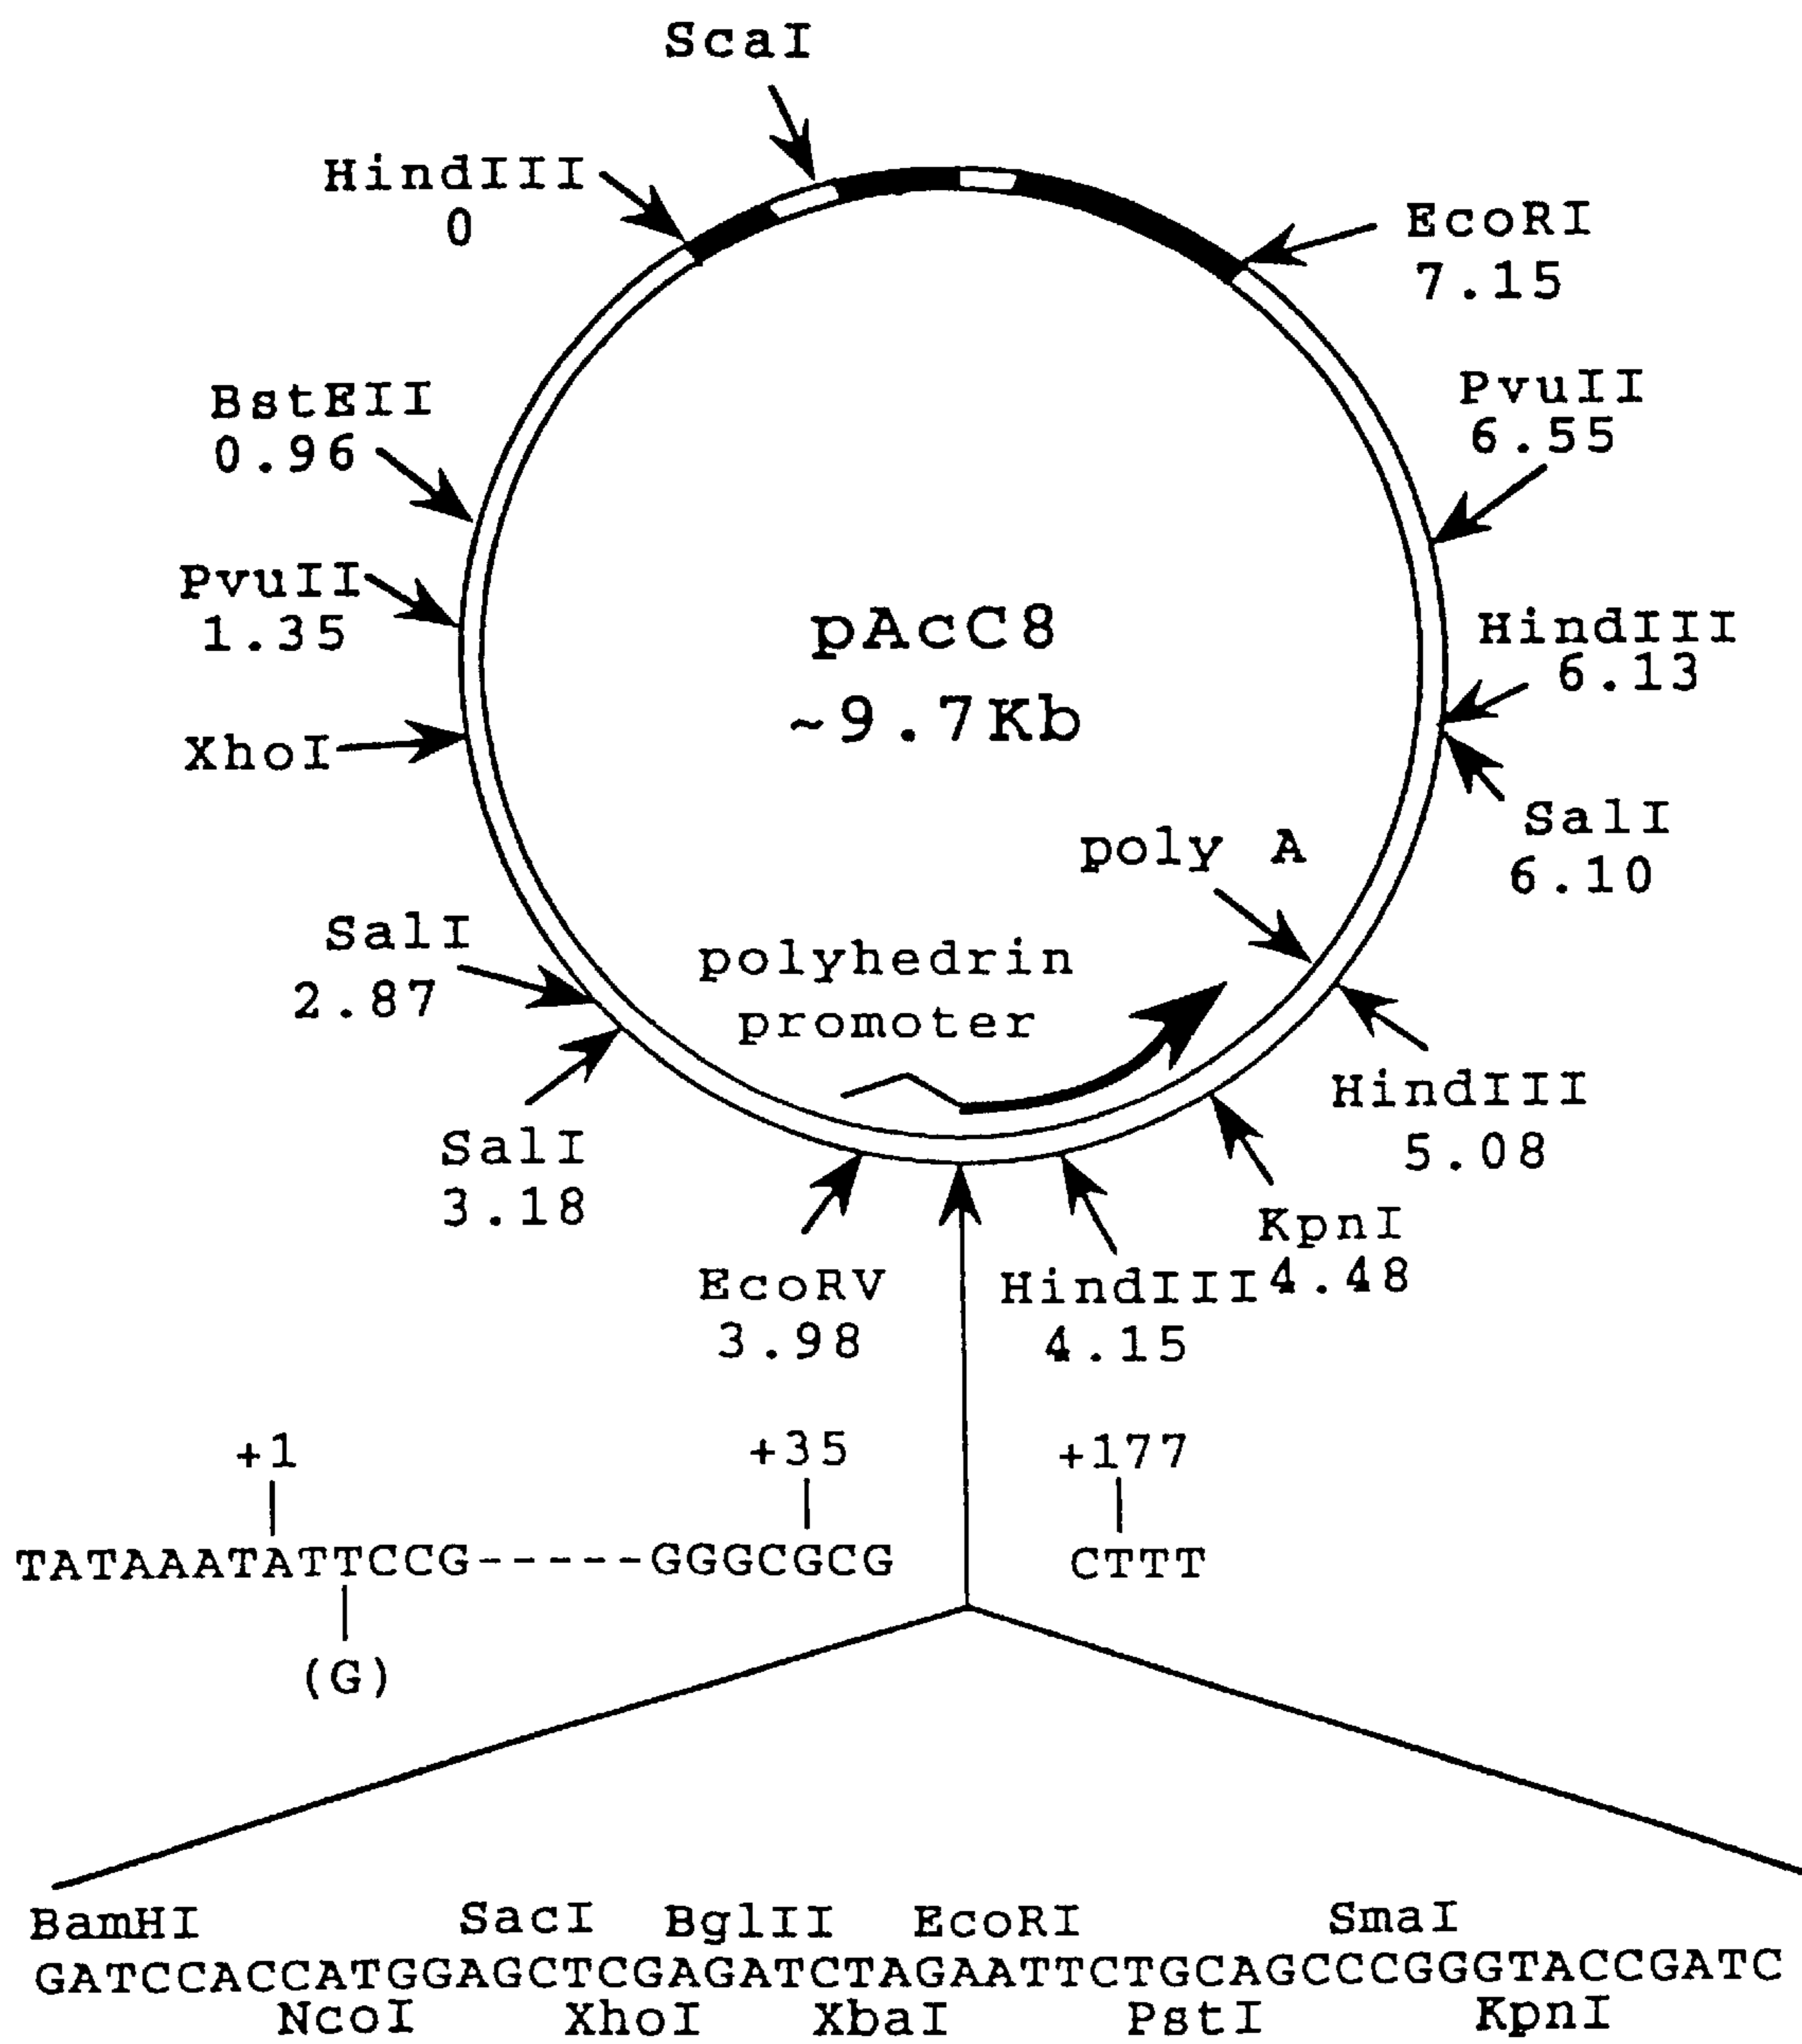 ScaI
HindIII
0
EcoRI
7.15
PvuII
6.55
BstEII
0.96
PvuII
1.35
pAcC8
~9.7Kb
HindIII
6.13
XhoI
SalI
6.10
poly A
SalI
2.87
polyhedrin
promoter
HindIII
5.08
SalI
3.18
KpnI
4.48
EcoRV
3.98
HindIII
4.15
+1 +35 +177
TATAAATATTCCG-----GGGCGCG CTTT
(G)
BamHI SacI BglII EcoRI SmaI
GATCCACCATGGAGCTCGAGATCTAGAATTCTGCAGCCCGGGTACCGATC
NcoI XhoI XbaI PstI KpnI